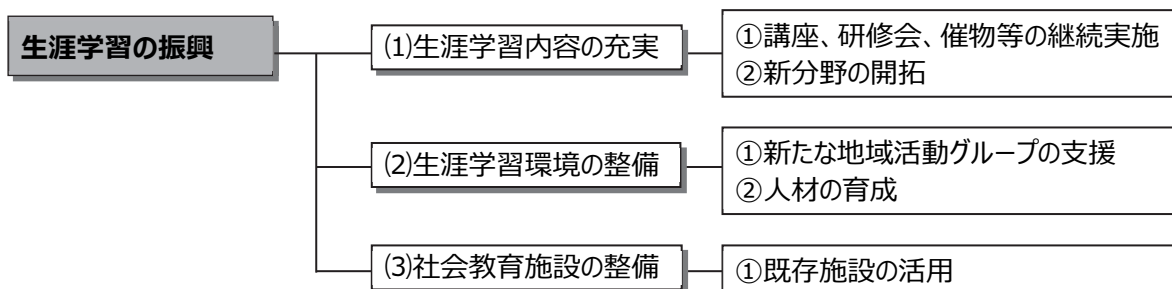 生涯学習の振興
⑴生涯学習内容の充実
①講座、研修会、催物等の継続実施
②新分野の開拓
⑵生涯学習環境の整備
①新たな地域活動グループの支援
②人材の育成
⑶社会教育施設の整備
①既存施設の活用